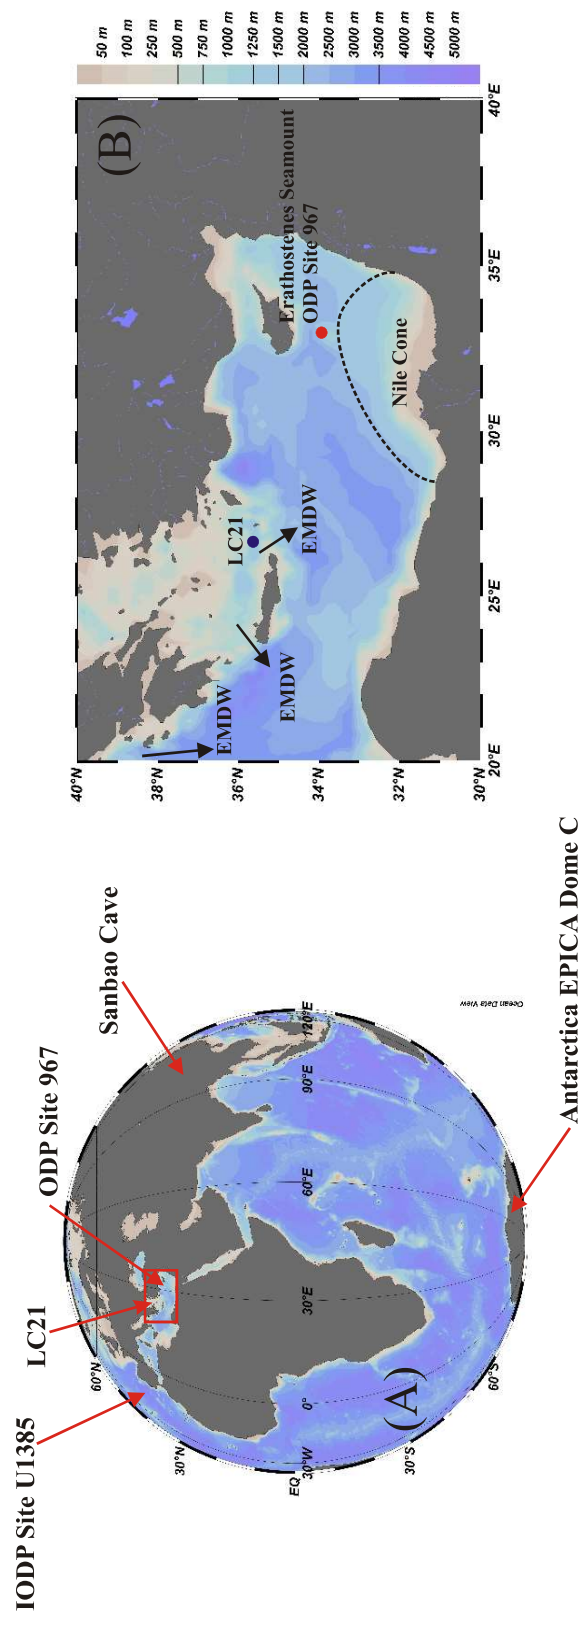 IODP Site U1385
LC21
ODP Site 967
Sanbao Cave
60°N
30°N
EQ
30°S
60°S
30°W
0°
30°E
60°E
90°E
120°E
(A)
Ocean Data View
Antarctica EPICA Dome C
(B)
40°N
38°N
36°N
34°N
32°N
30°N
20°E
25°E
30°E
35°E
40°E
EMDW
EMDW
EMDW
LC21
Erathostenes Seamount
ODP Site 967
Nile Cone
50 m
100 m
250 m
500 m
750 m
1000 m
1250 m
1500 m
2000 m
2500 m
3000 m
3500 m
4000 m
4500 m
5000 m